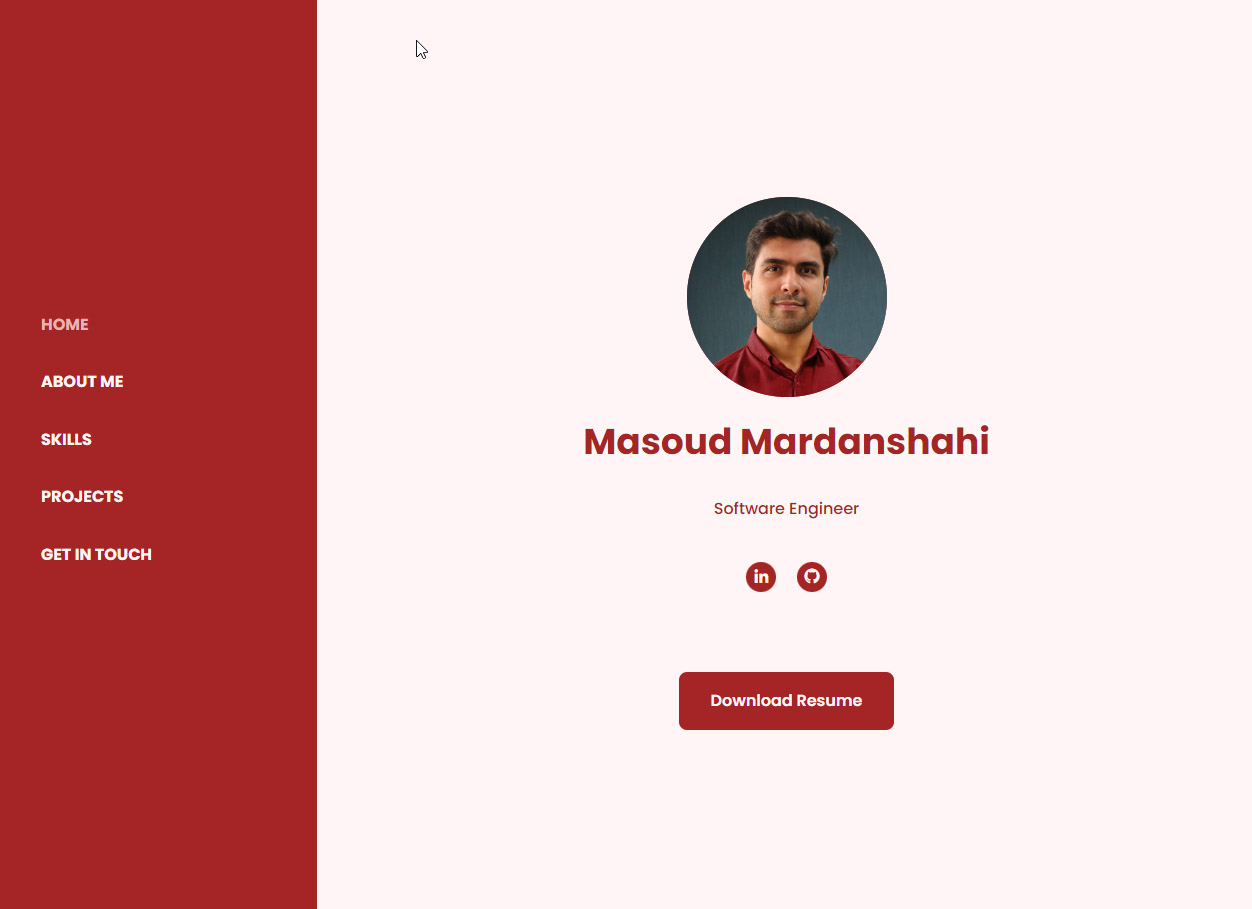 HOME
ABOUT ME
SKILLS
PROJECTS
GET IN TOUCH
Masoud Mardanshahi
Software Engineer
in
Download Resume